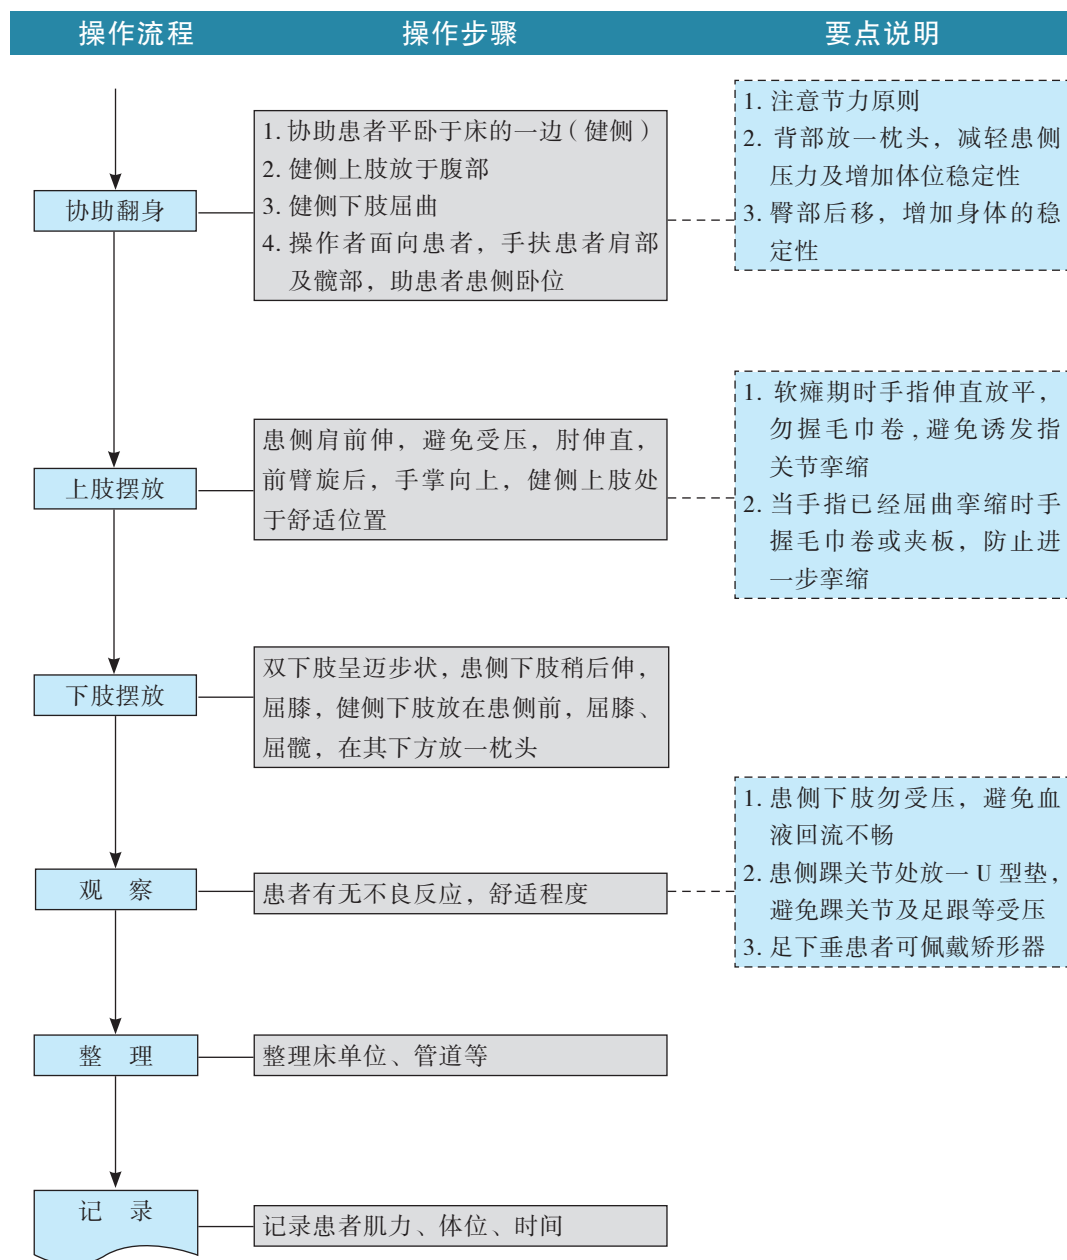 操作流程 操作步骤 要点说明
协助翻身
1. 协助患者平卧于床的一边（健侧）
2. 健侧上肢放于腹部
3. 健侧下肢屈曲
4. 操作者面向患者，手扶患者肩部
及髋部，助患者患侧卧位
1. 注意节力原则
2. 背部放一枕头，减轻患侧
压力及增加体位稳定性
3. 臀部后移，增加身体的稳
定性
上肢摆放
患侧肩前伸，避免受压，肘伸直，
前臂旋后，手掌向上，健侧上肢处
于舒适位置
1. 软瘫期时手指伸直放平，
勿握毛巾卷，避免诱发指
关节挛缩
2. 当手指已经屈曲挛缩时手
握毛巾卷或夹板，防止进
一步挛缩
下肢摆放
双下肢呈迈步状，患侧下肢稍后伸，
屈膝，健侧下肢放在患侧前，屈膝、
屈髋，在其下方放一枕头
观 察
患者有无不良反应，舒适程度
1. 患侧下肢勿受压，避免血
液回流不畅
2. 患侧踝关节处放一 U 型垫，
避免踝关节及足跟等受压
3. 足下垂患者可佩戴矫形器
整 理
整理床单位、管道等
记 录
记录患者肌力、体位、时间